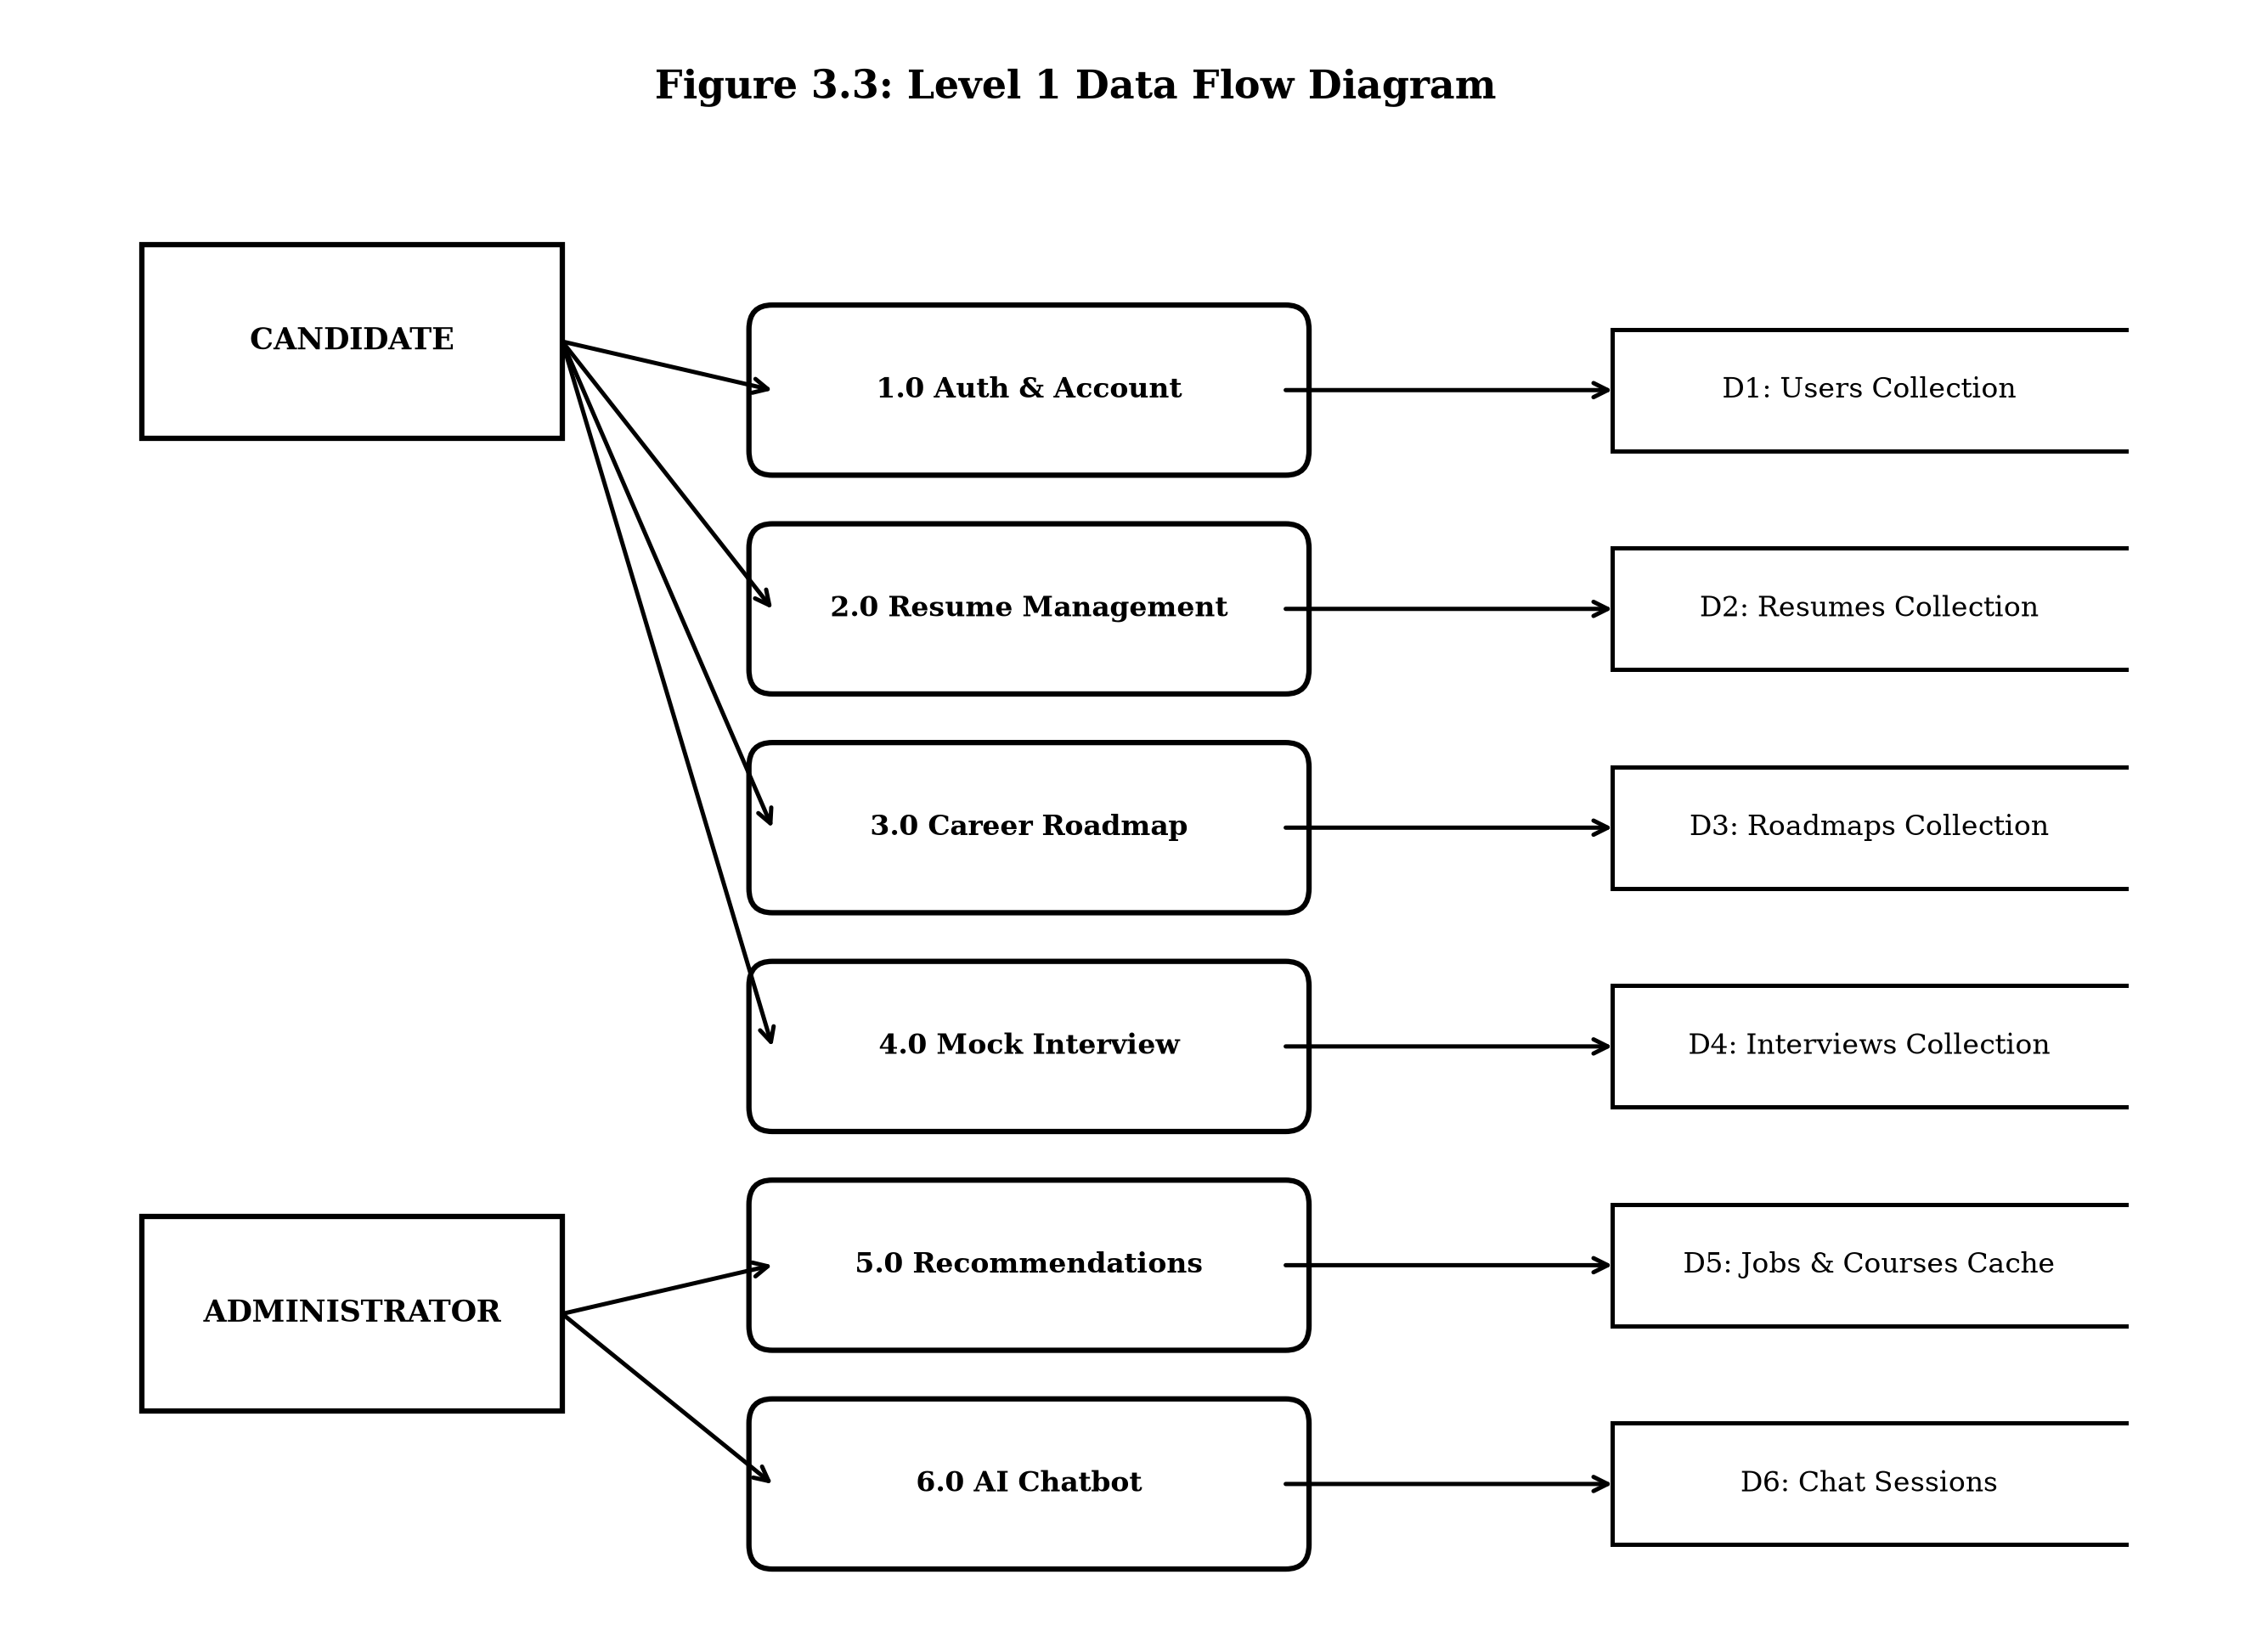 Figure 3.3: Level 1 Data Flow Diagram
CANDIDATE
1.0 Auth & Account
D1: Users Collection
2.0 Resume Management
D2: Resumes Collection
3.0 Career Roadmap
D3: Roadmaps Collection
4.0 Mock Interview
D4: Interviews Collection
ADMINISTRATOR
5.0 Recommendations
D5: Jobs & Courses Cache
6.0 AI Chatbot
D6: Chat Sessions